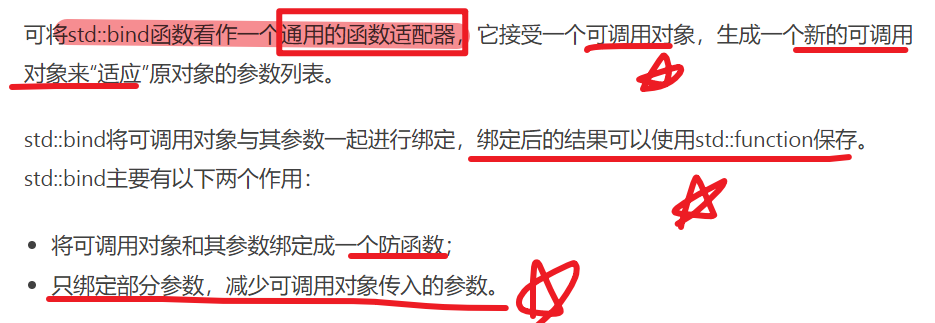 可将std::bind函数看作一个通用的函数适配器，它接受一个可调用对象，生成一个新的可调用
对象来“适应”原对象的参数列表。
std::bind将可调用对象与其参数一起进行绑定，绑定后的结果可以使用std::function保存。
std::bind主要有以下两个作用：
• 将可调用对象和其参数绑定成一个防函数；
• 只绑定部分参数，减少可调用对象传入的参数。